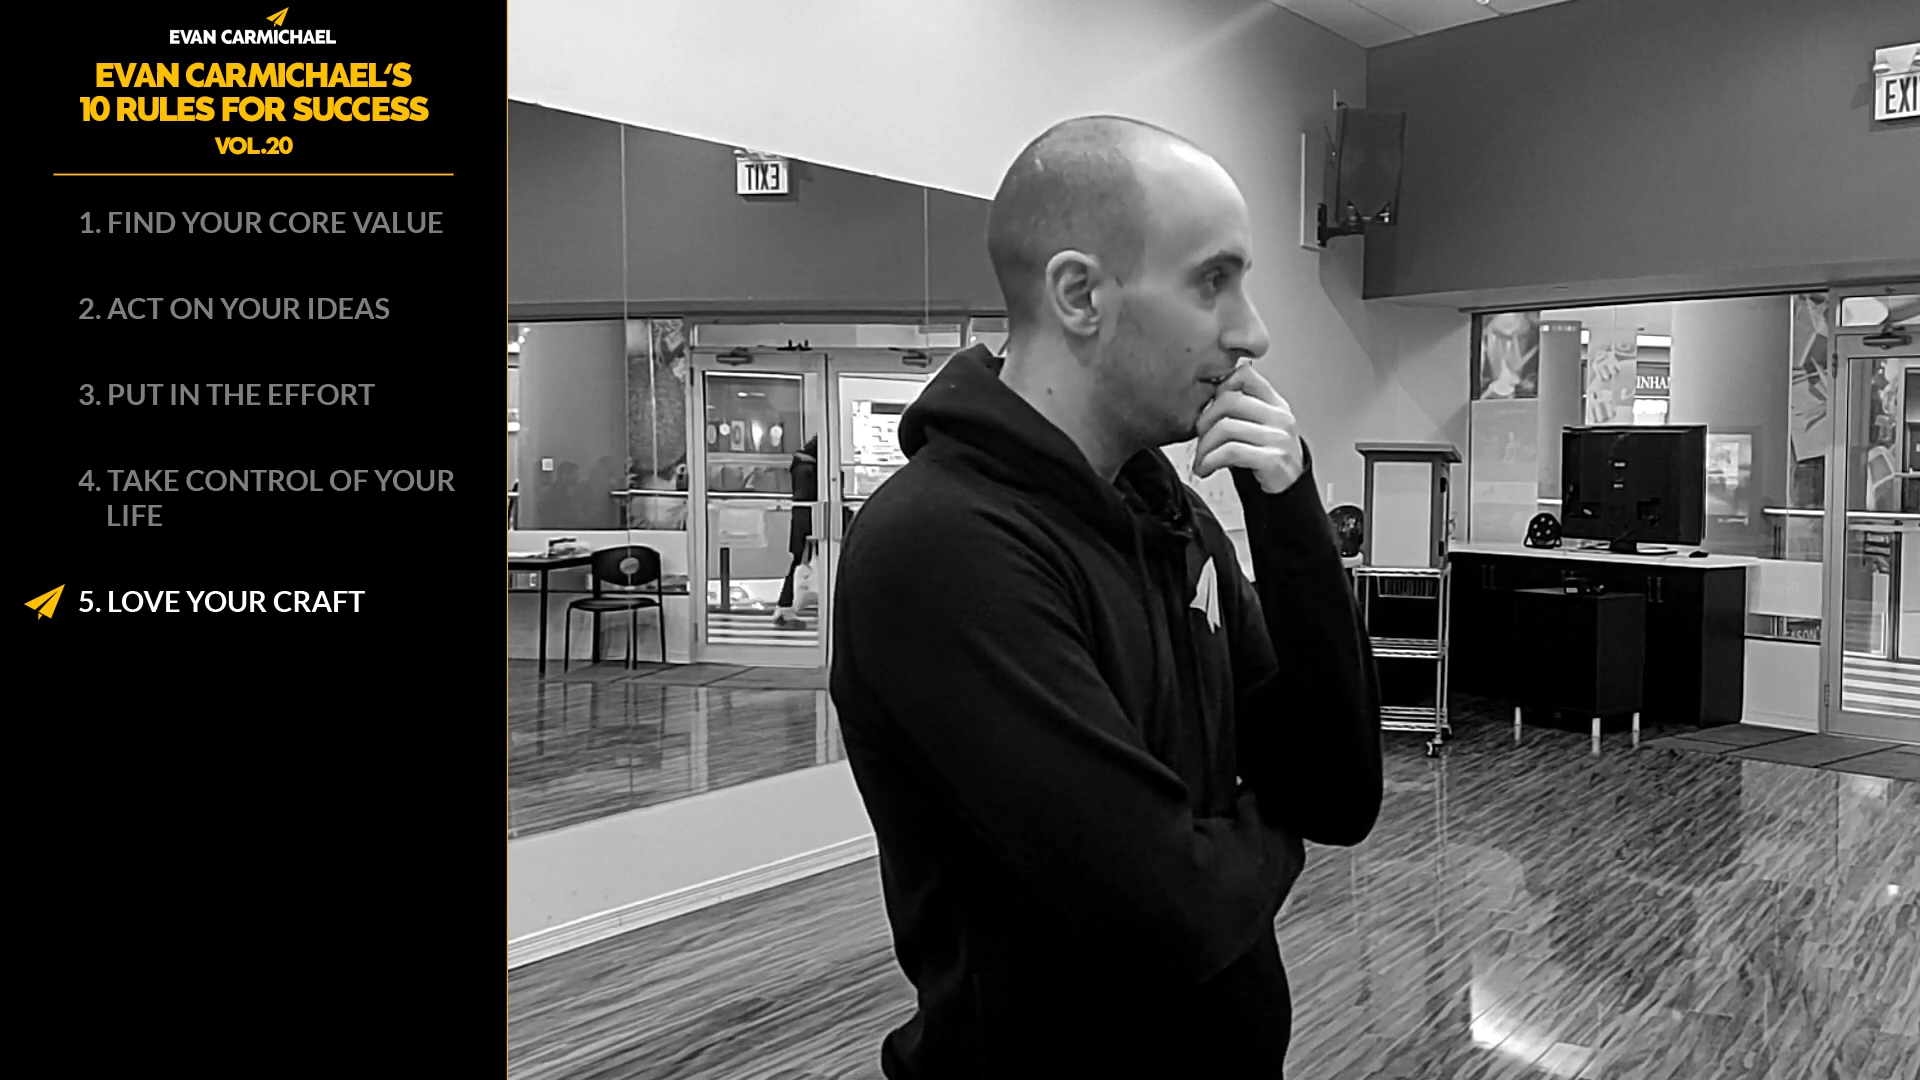 EVAN CARMICHAEL
EVAN CARMICHAEL'S
10 RULES FOR SUCCESS
VOL.20
1. FIND YOUR CORE VALUE
2. ACT ON YOUR IDEAS
3. PUT IN THE EFFORT
4. TAKE CONTROL OF YOUR
LIFE
5. LOVE YOUR CRAFT
EXIT
EXI